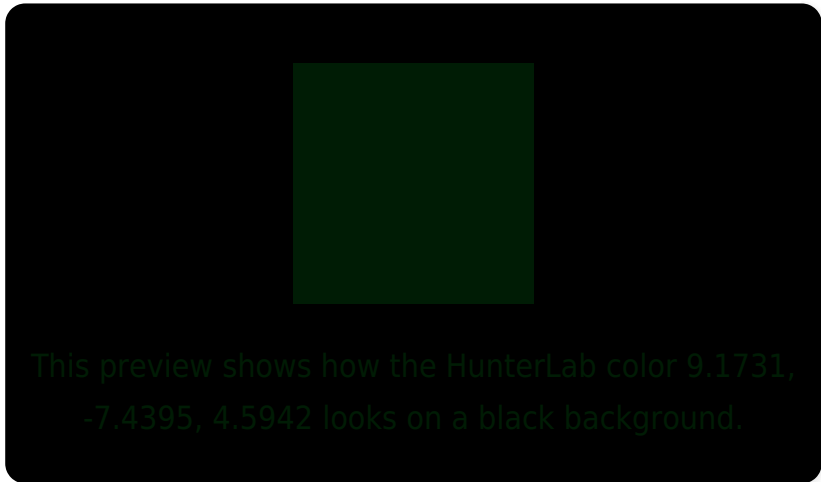 This preview shows how the HunterLab color 9.1731,
-7.4395, 4.5942 looks on a black background.